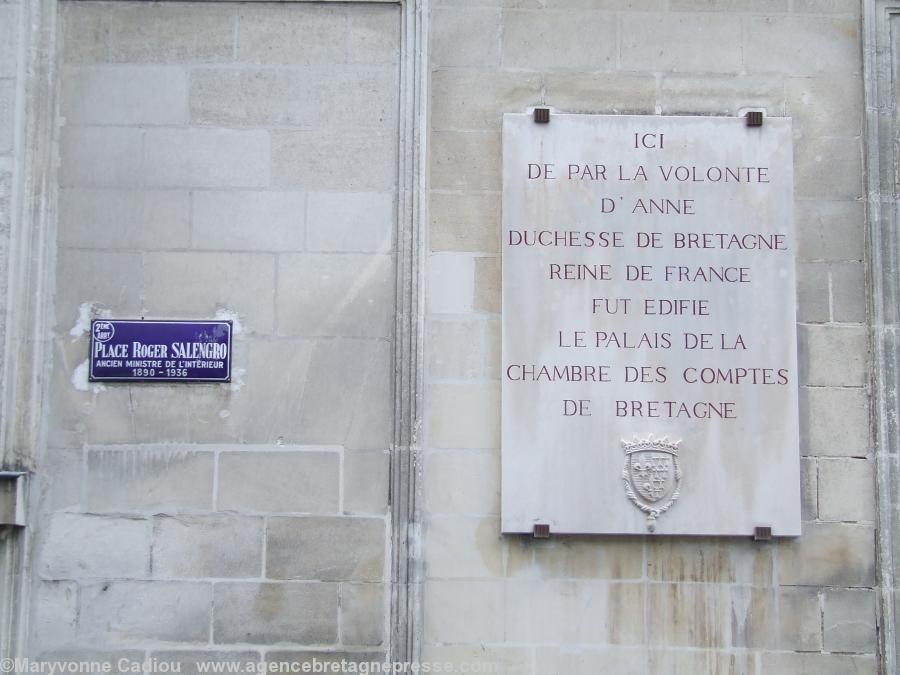 2ÈME
ARRT
PLACE ROGER SALENGRO
ANCIEN MINISTRE DE L'INTÉRIEUR
1890 - 1936
ICI
DE PAR LA VOLONTE
D'ANNE
DUCHESSE DE BRETAGNE
REINE DE FRANCE
FUT EDIFIE
LE PALAIS DE LA
CHAMBRE DES COMPTES
DE BRETAGNE
©Maryvonne Cadiou www.agencebretagnepresse.com